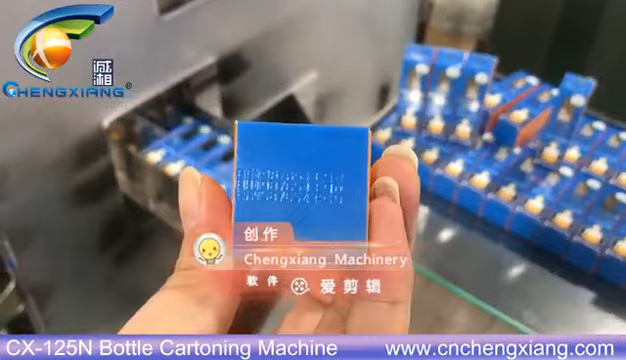 诚湘
CHENGXIANG®
创作
Chengxiang Machinery
软件 爱剪辑
CX-125N Bottle Cartoning Machine
www.cnchengxiang.com